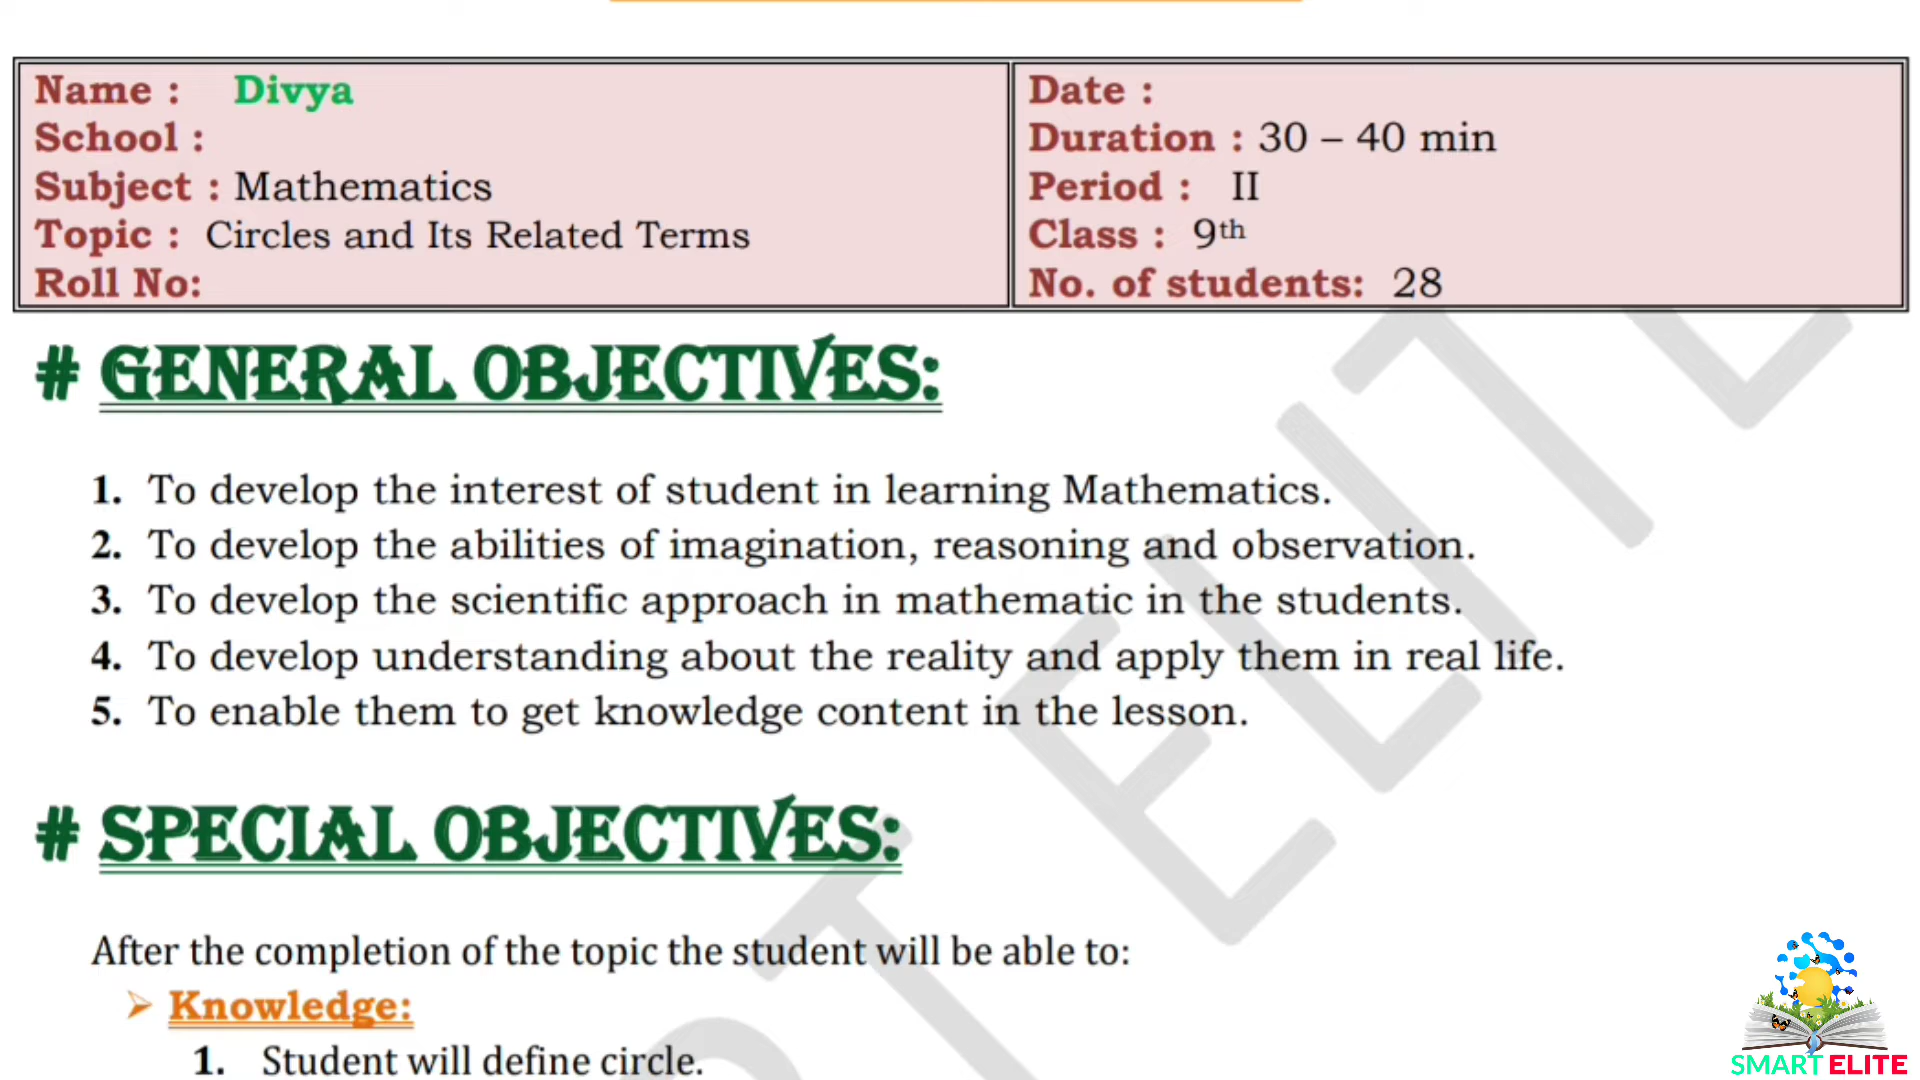 Name : Divya
School :
Subject : Mathematics
Topic : Circles and Its Related Terms
Roll No:
Date :
Duration : 30 – 40 min
Period : II
Class : 9th
No. of students: 28
# GENERAL OBJECTIVES:
1. To develop the interest of student in learning Mathematics.
2. To develop the abilities of imagination, reasoning and observation.
3. To develop the scientific approach in mathematic in the students.
4. To develop understanding about the reality and apply them in real life.
5. To enable them to get knowledge content in the lesson.
# SPECIAL OBJECTIVES:
After the completion of the topic the student will be able to:
➢ Knowledge:
1. Student will define circle.
SMART ELITE